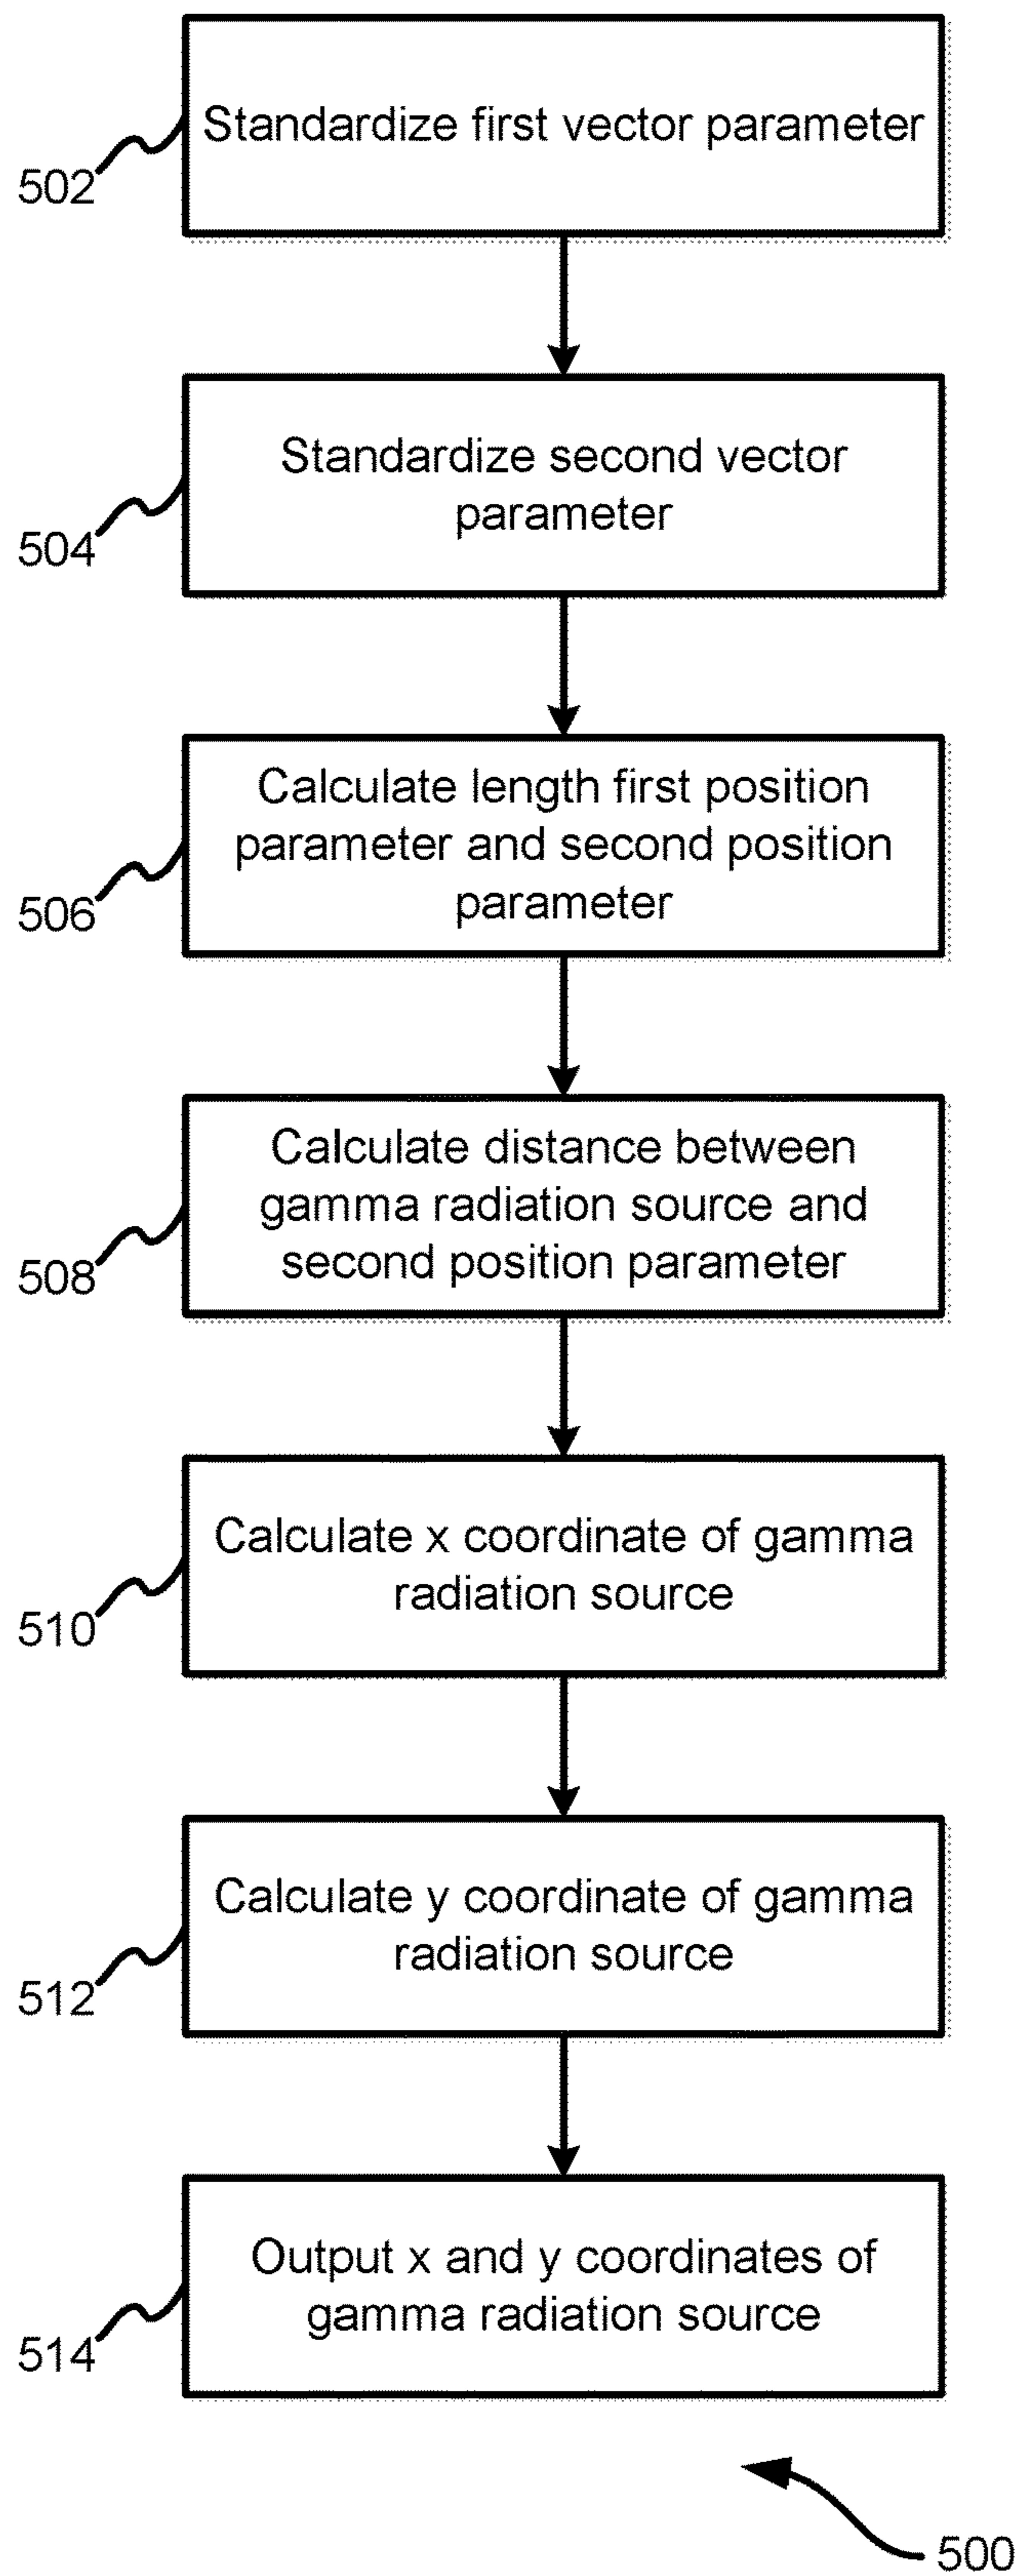 Standardize first vector parameter
502
Standardize second vector
parameter
504
Calculate length first position
parameter and second position
parameter
506
Calculate distance between
gamma radiation source and
second position parameter
508
Calculate x coordinate of gamma
radiation source
510
Calculate y coordinate of gamma
radiation source
512
Output x and y coordinates of
gamma radiation source
514
500